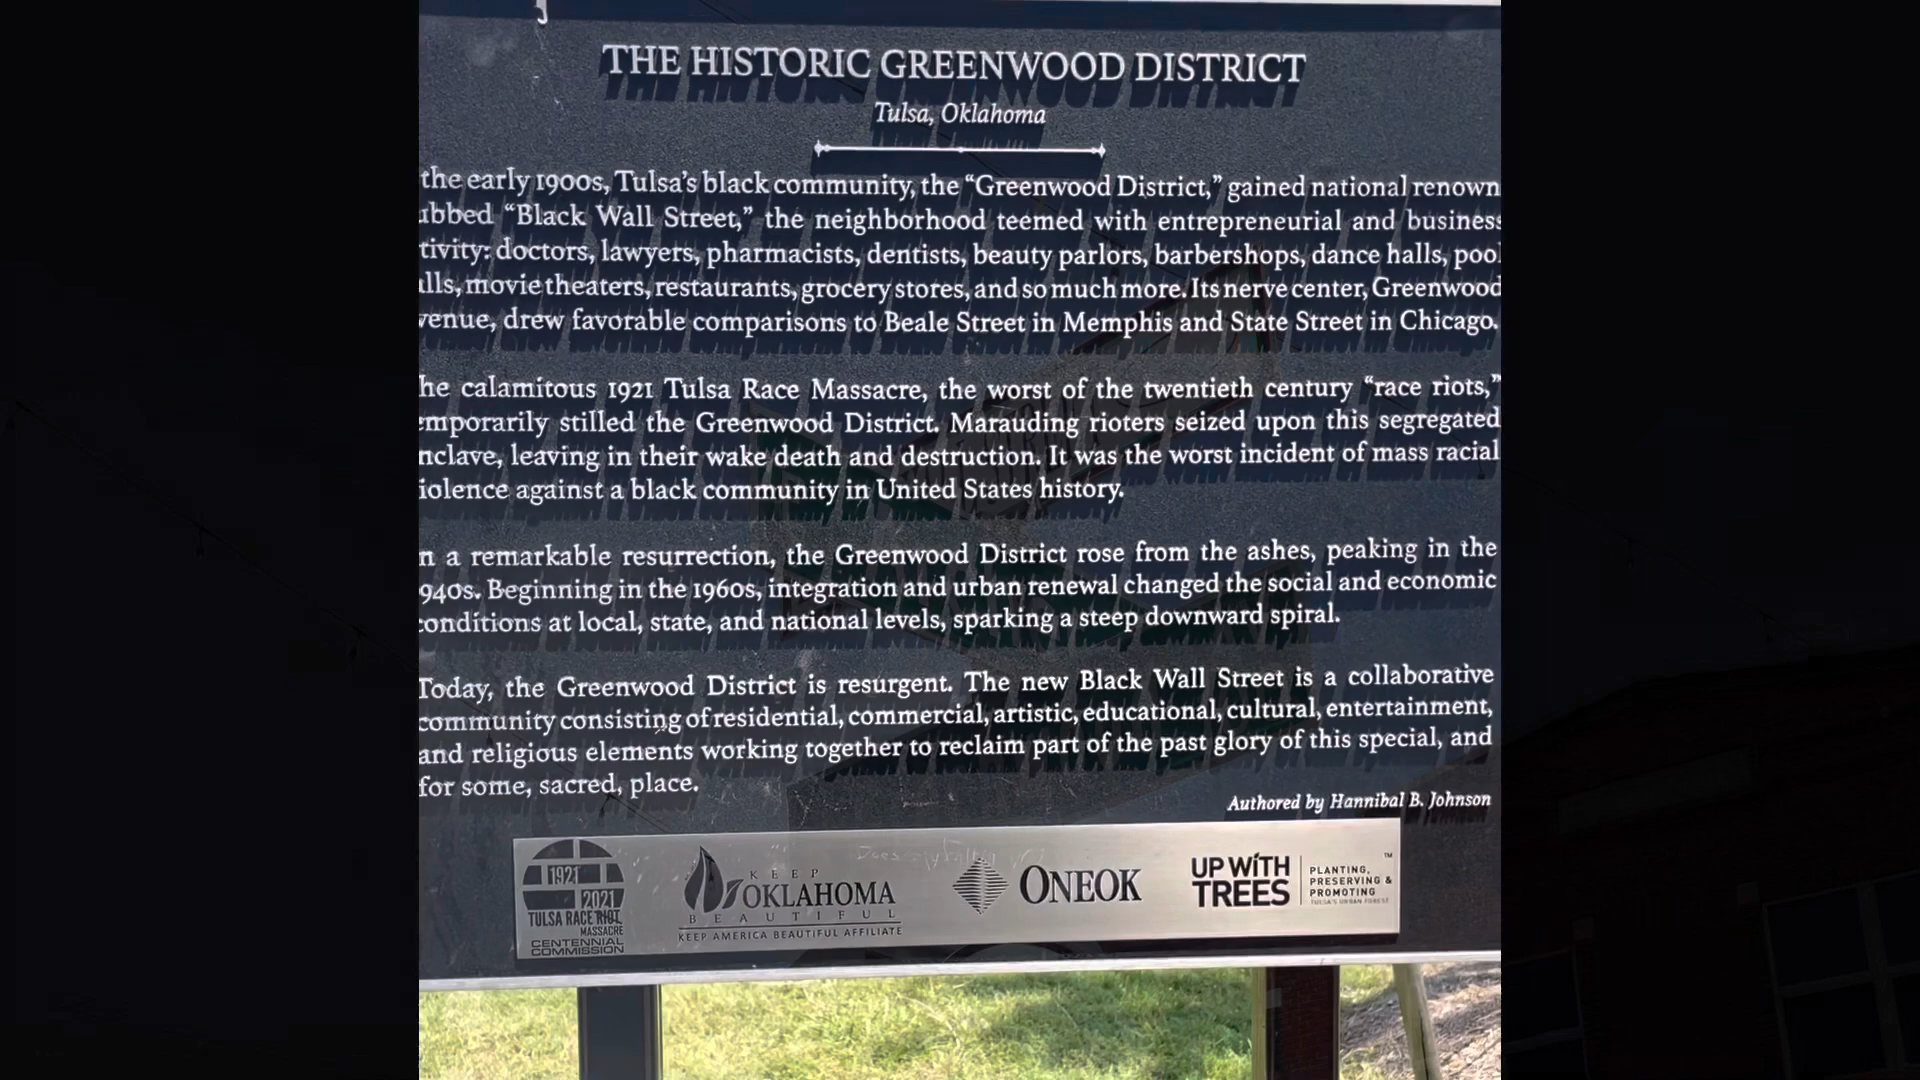 THE HISTORIC GREENWOOD DISTRICT
Tulsa, Oklahoma
the early 1900s, Tulsa's black community, the “Greenwood District,” gained national renown
ubbed “Black Wall Street,” the neighborhood teemed with entrepreneurial and business
tivity: doctors, lawyers, pharmacists, dentists, beauty parlors, barbershops, dance halls, pool
alls, movie theaters, restaurants, grocery stores, and so much more. Its nerve center, Greenwood
venue, drew favorable comparisons to Beale Street in Memphis and State Street in Chicago.
he calamitous 1921 Tulsa Race Massacre, the worst of the twentieth century “race riots,”
emporarily stilled the Greenwood District. Marauding rioters seized upon this segregated
nclave, leaving in their wake death and destruction. It was the worst incident of mass racial
iolence against a black community in United States history.
n a remarkable resurrection, the Greenwood District rose from the ashes, peaking in the
940s. Beginning in the 1960s, integration and urban renewal changed the social and economic
conditions at local, state, and national levels, sparking a steep downward spiral.
Today, the Greenwood District is resurgent. The new Black Wall Street is a collaborative
community consisting of residential, commercial, artistic, educational, cultural, entertainment,
and religious elements working together to reclaim part of the past glory of this special, and
for some, sacred, place.
Authored by Hannibal B. Johnson
1921
2021
TULSA RACE RIOT
MASSACRE
CENTENNIAL
COMMISSION
KEEP
OKLAHOMA
BEAUTIFUL
KEEP AMERICA BEAUTIFUL AFFILIATE
ONEOK
UP WITH
TREES
PLANTING,
PRESERVING &
PROMOTING
TULSA'S URBAN FOREST
TM